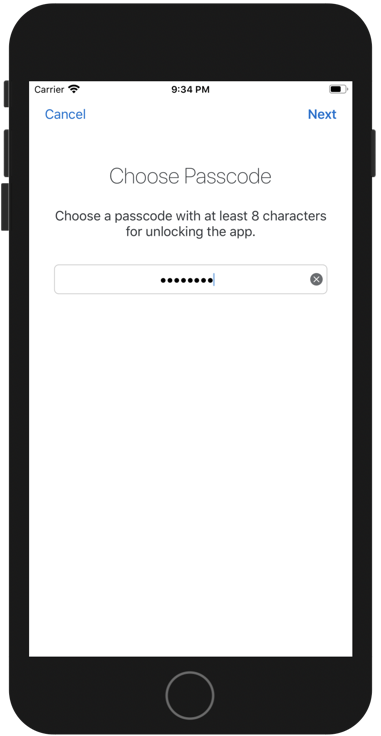 Carrier 9:34 PM
Cancel Next
Choose Passcode
Choose a passcode with at least 8 characters
for unlocking the app.
••••••••